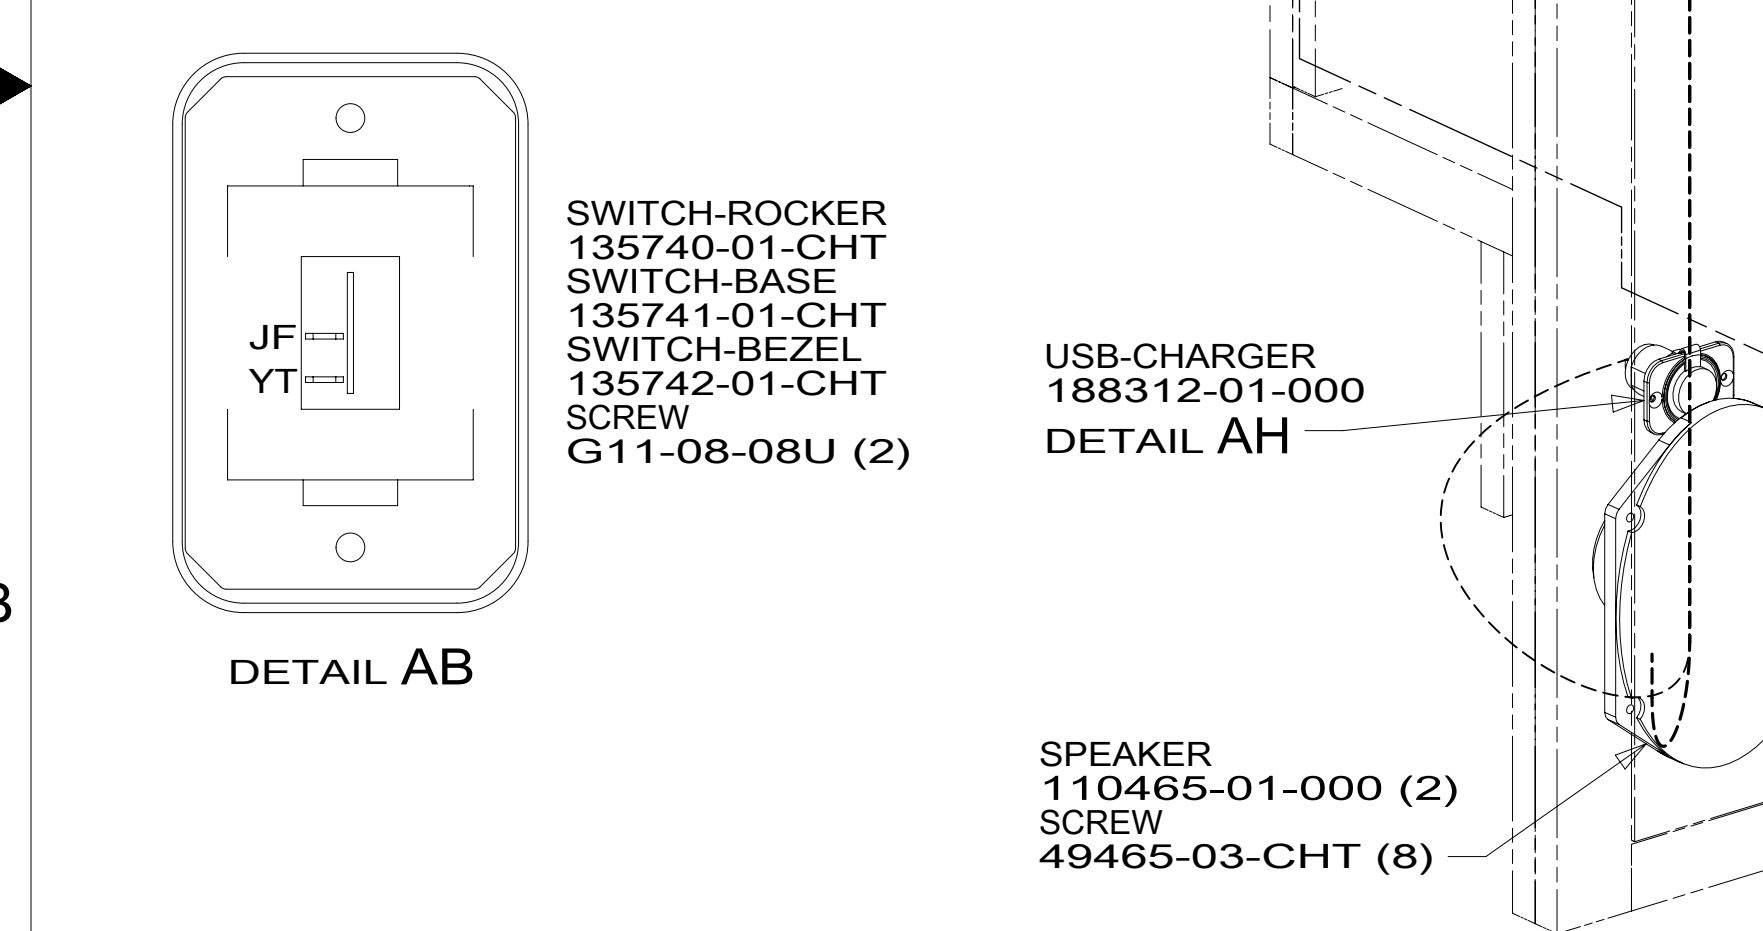 SWITCH-ROCKER
135740-01-CHT
SWITCH-BASE
135741-01-CHT
SWITCH-BEZEL
135742-01-CHT
SCREW
G11-08-08U (2)
JF
YT
DETAIL AB
USB-CHARGER
188312-01-000
DETAIL AH
SPEAKER
110465-01-000 (2)
SCREW
49465-03-CHT (8)